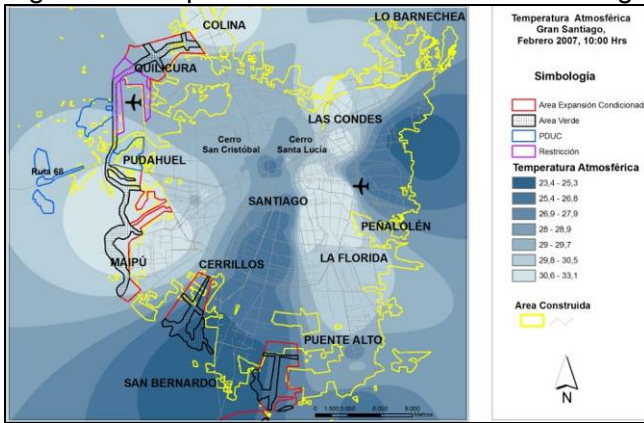 COLINA
LO BARNECHEA
QUILICURA
LAS CONDES
Cerro
San Cristóbal
Cerro
Santa Lucía
PUDAHUEL
Ruta 68
SANTIAGO
PEÑALOLÉN
LA FLORIDA
MAIPÚ
CERRILLOS
PUENTE ALTO
SAN BERNARDO
Metros
Temperatura Atmosférica
Gran Santiago,
Febrero 2007, 10:00 Hrs
Simbología
Area Expansión Condicionad
Area Verde
PDUC
Restricción
Temperatura Atmosférica
23,4 - 25,3
25,4 - 26,8
26,9 - 27,9
28 - 28,9
29 - 29,7
29,8 - 30,5
30,6 - 33,1
Area Construida
N